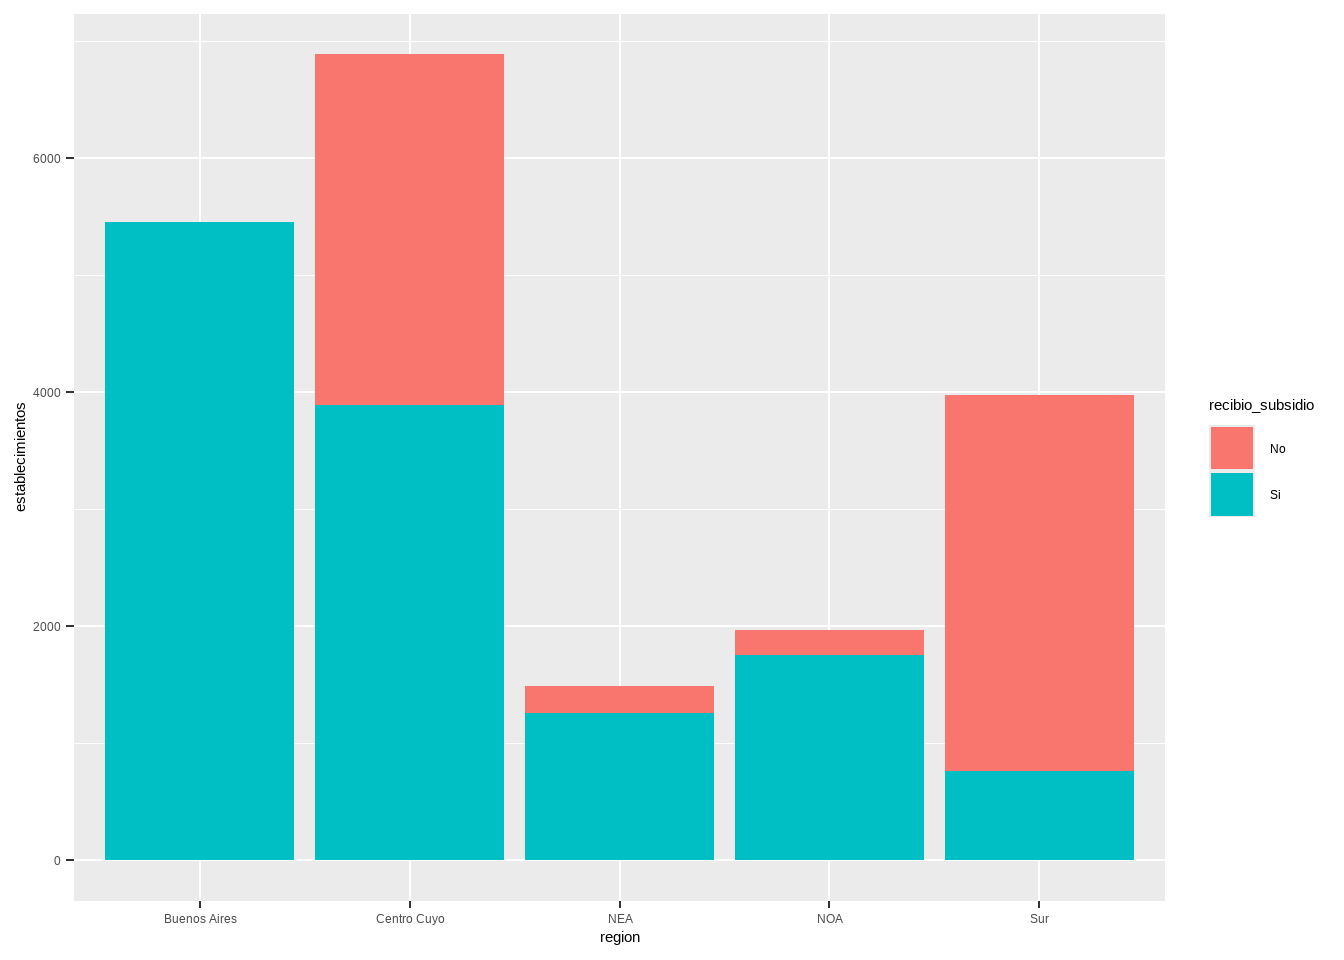 6000
4000
2000
0
establecimientos
Buenos Aires
Centro Cuyo
NEA
NOA
Sur
region
recibio_subsidio
No
Si